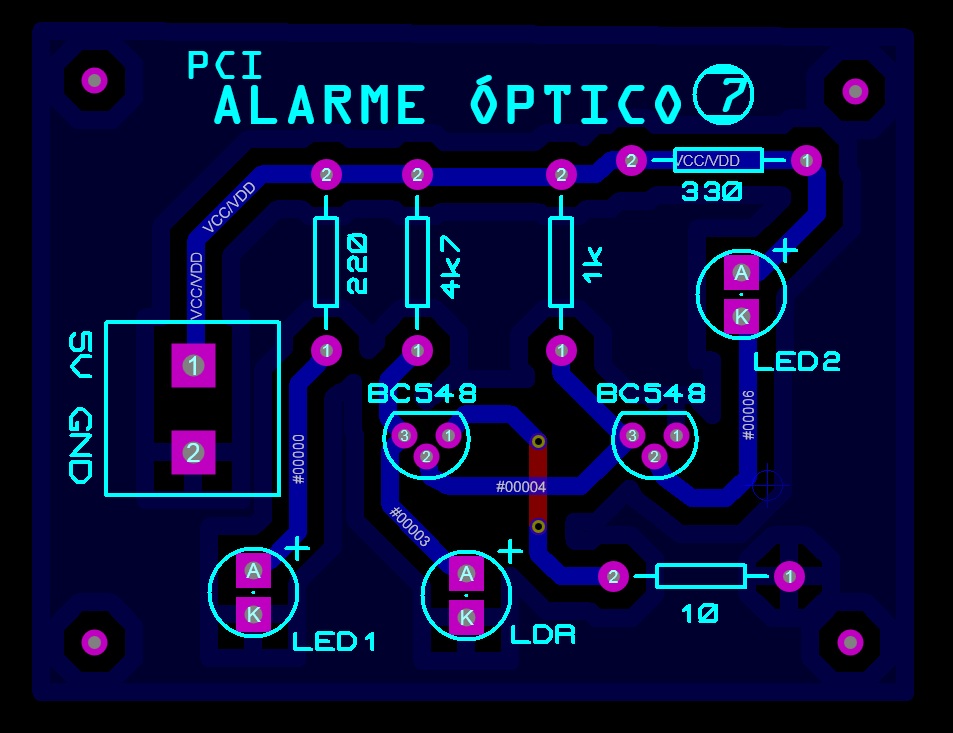 PCI
ALARME ÓPTICO 7
2 2 2 2 VCC/VDD 1
330
VCC/VDD
VCC/VDD
220 4k7 1k
A
+
K
LED2
5V
1
1 1 1
GND
2
BC548 BC548
3 1
2
3 1
2
#00006
#00000
#00004
#00003
A
+
K
LED1
A
+
K
LDR
2 1
10